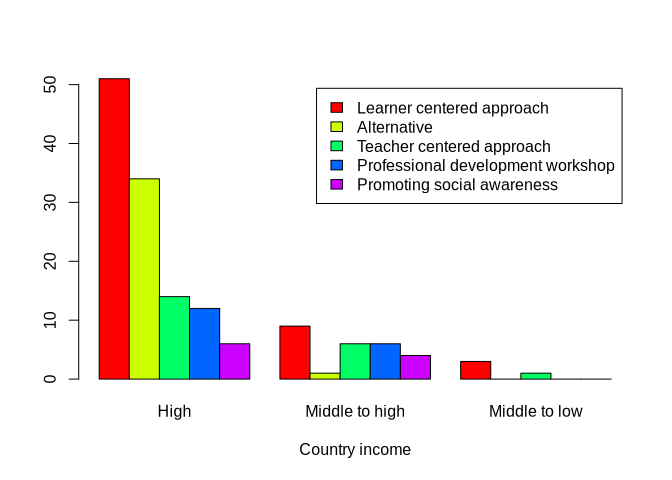 50
40
30
20
10
0
Learner centered approach
Alternative
Teacher centered approach
Professional development workshop
Promoting social awareness
High
Middle to high
Middle to low
Country income